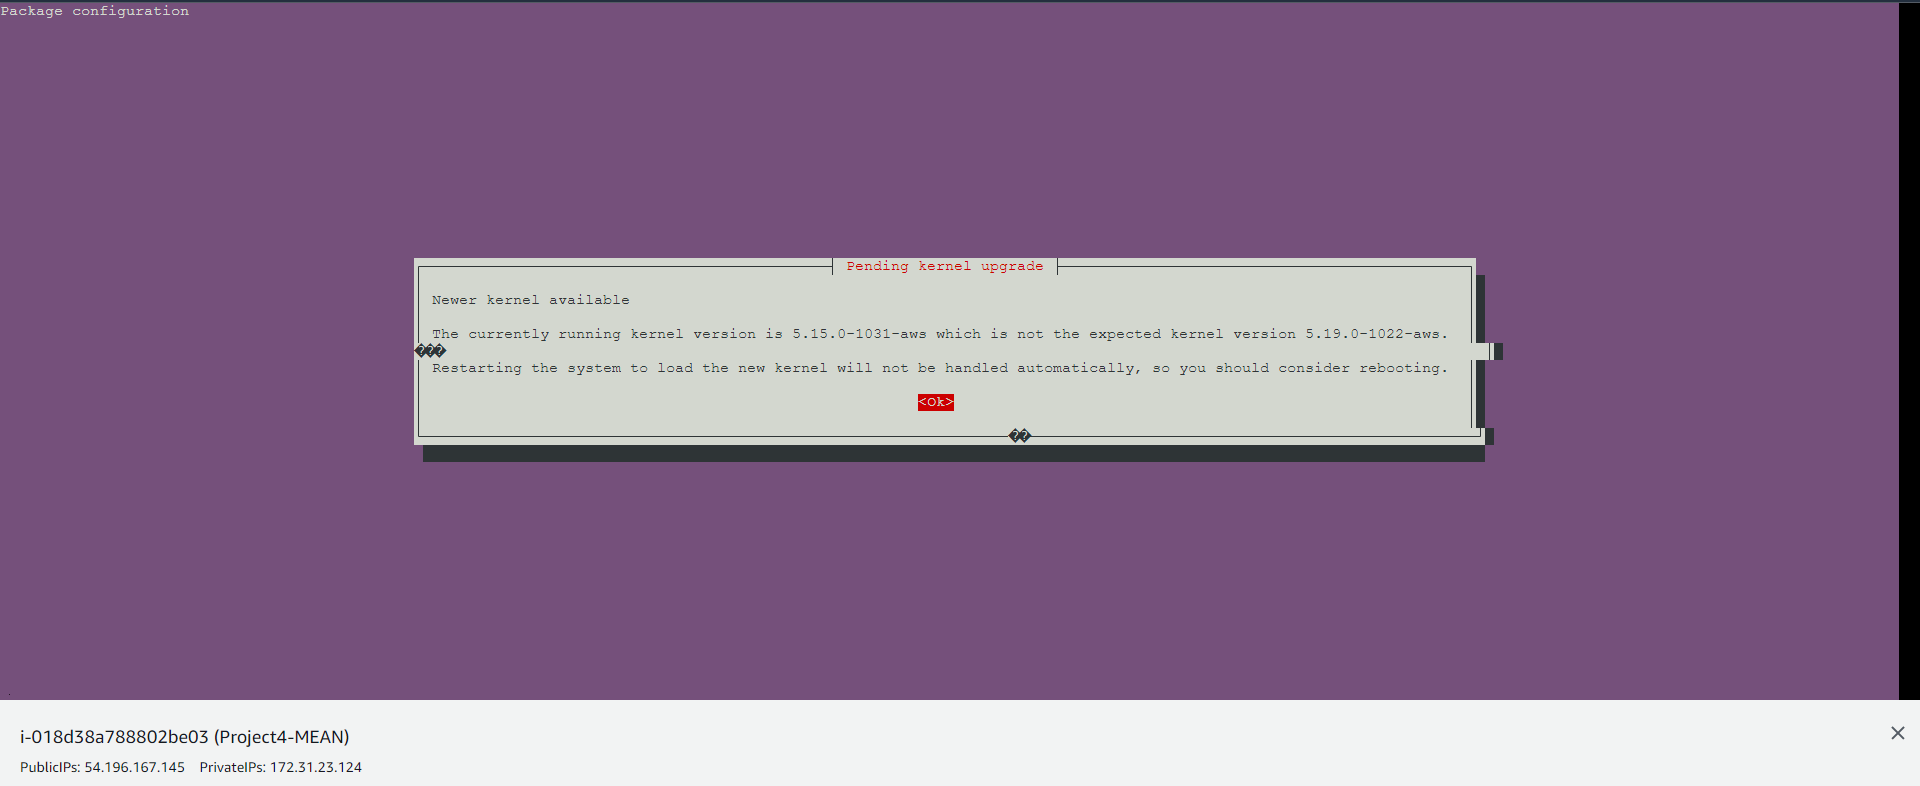 Package configuration
Pending kernel upgrade
Newer kernel available
The currently running kernel version is 5.15.0-1031-aws which is not the expected kernel version 5.19.0-1022-aws.
���
Restarting the system to load the new kernel will not be handled automatically, so you should consider rebooting.
<Ok>
��
i-018d38a788802be03 (Project4-MEAN)
PublicIPs: 54.196.167.145 PrivateIPs: 172.31.23.124